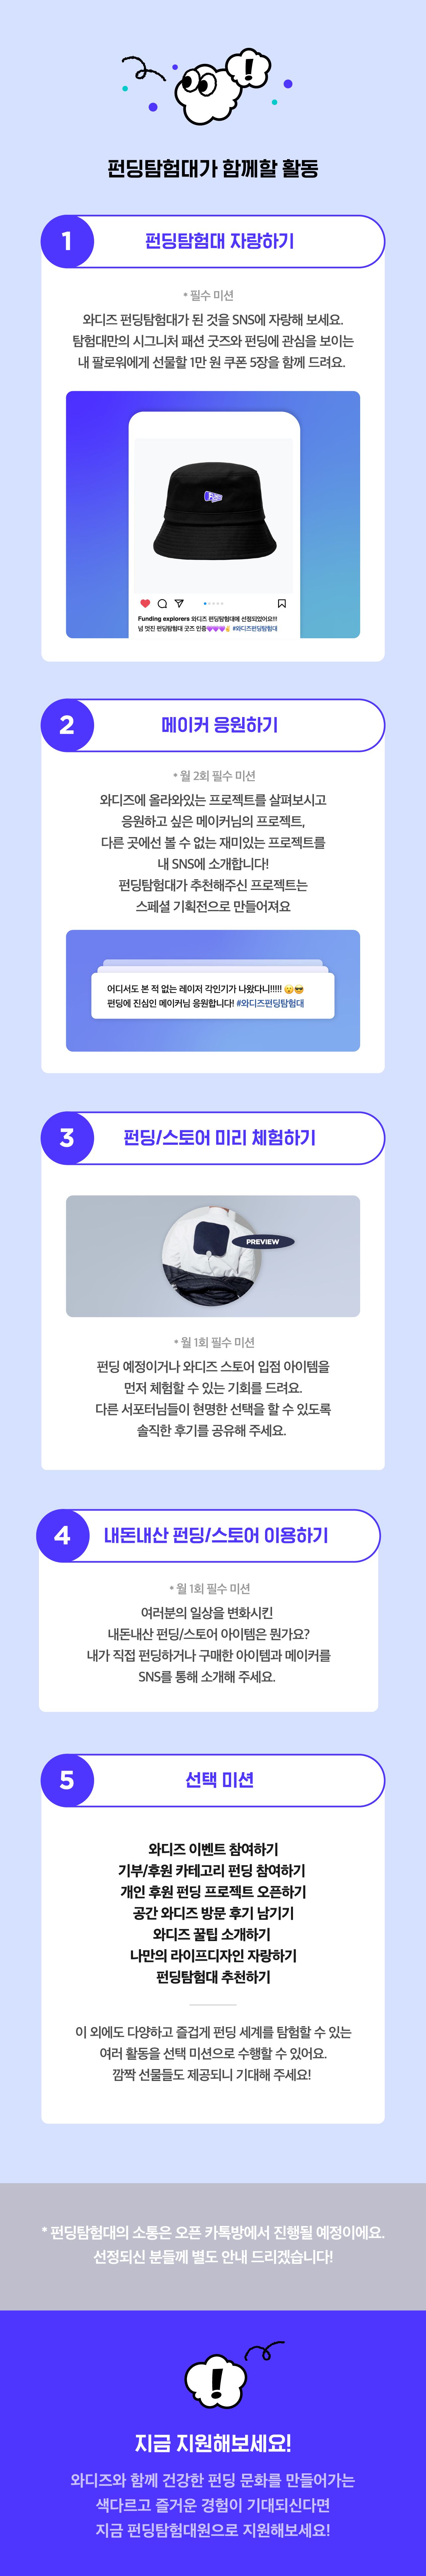 펀딩탐험대가 함께할 활동
1
펀딩탐험대 자랑하기
* 필수 미션
와디즈 펀딩탐험대가 된 것을 SNS에 자랑해 보세요.
탐험대만의 시그니처 패션 굿즈와 펀딩에 관심을 보이는
내 팔로워에게 선물할 1만 원 쿠폰 5장을 함께 드려요.
Funding explorers 와디즈 펀딩탐험대에 선정되었어요!!!
넘 멋진 펀딩탐험대 굿즈 인증💜💜💜✌️ #와디즈펀딩탐험대
2
메이커 응원하기
* 월 2회 필수 미션
와디즈에 올라와있는 프로젝트를 살펴보시고
응원하고 싶은 메이커님의 프로젝트,
다른 곳에선 볼 수 없는 재미있는 프로젝트를
내 SNS에 소개합니다!
펀딩탐험대가 추천해주신 프로젝트는
스페셜 기획전으로 만들어져요
어디서도 본 적 없는 레이저 각인기가 나왔다니!!!!! 😮😎
펀딩에 진심인 메이커님 응원합니다! #와디즈펀딩탐험대
3
펀딩/스토어 미리 체험하기
PREVIEW
* 월 1회 필수 미션
펀딩 예정이거나 와디즈 스토어 입점 아이템을
먼저 체험할 수 있는 기회를 드려요.
다른 서포터님들이 현명한 선택을 할 수 있도록
솔직한 후기를 공유해 주세요.
4
내돈내산 펀딩/스토어 이용하기
* 월 1회 필수 미션
여러분의 일상을 변화시킨
내돈내산 펀딩/스토어 아이템은 뭔가요?
내가 직접 펀딩하거나 구매한 아이템과 메이커를
SNS를 통해 소개해 주세요.
5
선택 미션
와디즈 이벤트 참여하기
기부/후원 카테고리 펀딩 참여하기
개인 후원 펀딩 프로젝트 오픈하기
공간 와디즈 방문 후기 남기기
와디즈 꿀팁 소개하기
나만의 라이프디자인 자랑하기
펀딩탐험대 추천하기
이 외에도 다양하고 즐겁게 펀딩 세계를 탐험할 수 있는
여러 활동을 선택 미션으로 수행할 수 있어요.
깜짝 선물들도 제공되니 기대해 주세요!
* 펀딩탐험대의 소통은 오픈 카톡방에서 진행될 예정이에요.
선정되신 분들께 별도 안내 드리겠습니다!
지금 지원해보세요!
와디즈와 함께 건강한 펀딩 문화를 만들어가는
색다르고 즐거운 경험이 기대되신다면
지금 펀딩탐험대원으로 지원해보세요!